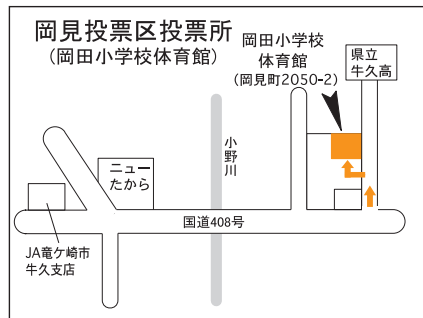 岡見投票区投票所
(岡田小学校体育館)
岡田小学校
体育館
(岡見町2050-2)
県立
牛久高
小野川
ニュー
たから
国道408号
JA竜ケ崎市
牛久支店